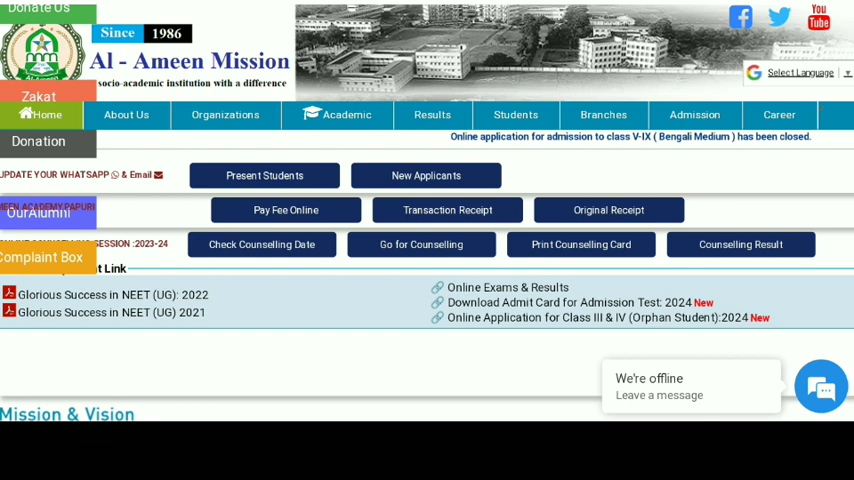 Donate Us
Since 1986
Al - Ameen Mission
socio-academic institution with a difference
You
Tube
Select Language
Zakat
Home
About Us
Organizations
Academic
Results
Students
Branches
Admission
Career
Online application for admission to class V-IX ( Bengali Medium ) has been closed.
Donation
UPDATE YOUR WHATSAPP & Email
Present Students
New Applicants
OurAlumni
Pay Fee Online
Transaction Receipt
Original Receipt
SESSION :2023-24
Check Counselling Date
Go for Counselling
Print Counselling Card
Counselling Result
Complaint Box
Link
Glorious Success in NEET (UG): 2022
Glorious Success in NEET (UG) 2021
Online Exams & Results
Download Admit Card for Admission Test: 2024 New
Online Application for Class III & IV (Orphan Student):2024 New
We're offline
Leave a message
Mission & Vision